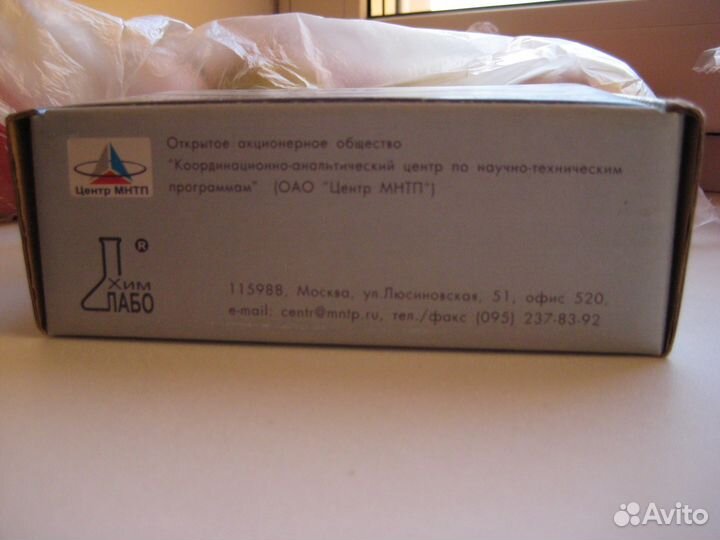 Открытое акционерное общество
"Координационно-аналитический центр по научно-техническим
программам" (ОАО "Центр МНТП")
Центр МНТП
®
Хим
ЛАБО
115988, Москва, ул.Люсиновская, 51, офис 520,
e-mail: centr@mntp.ru, тел./факс (095) 237-83-92
Avito